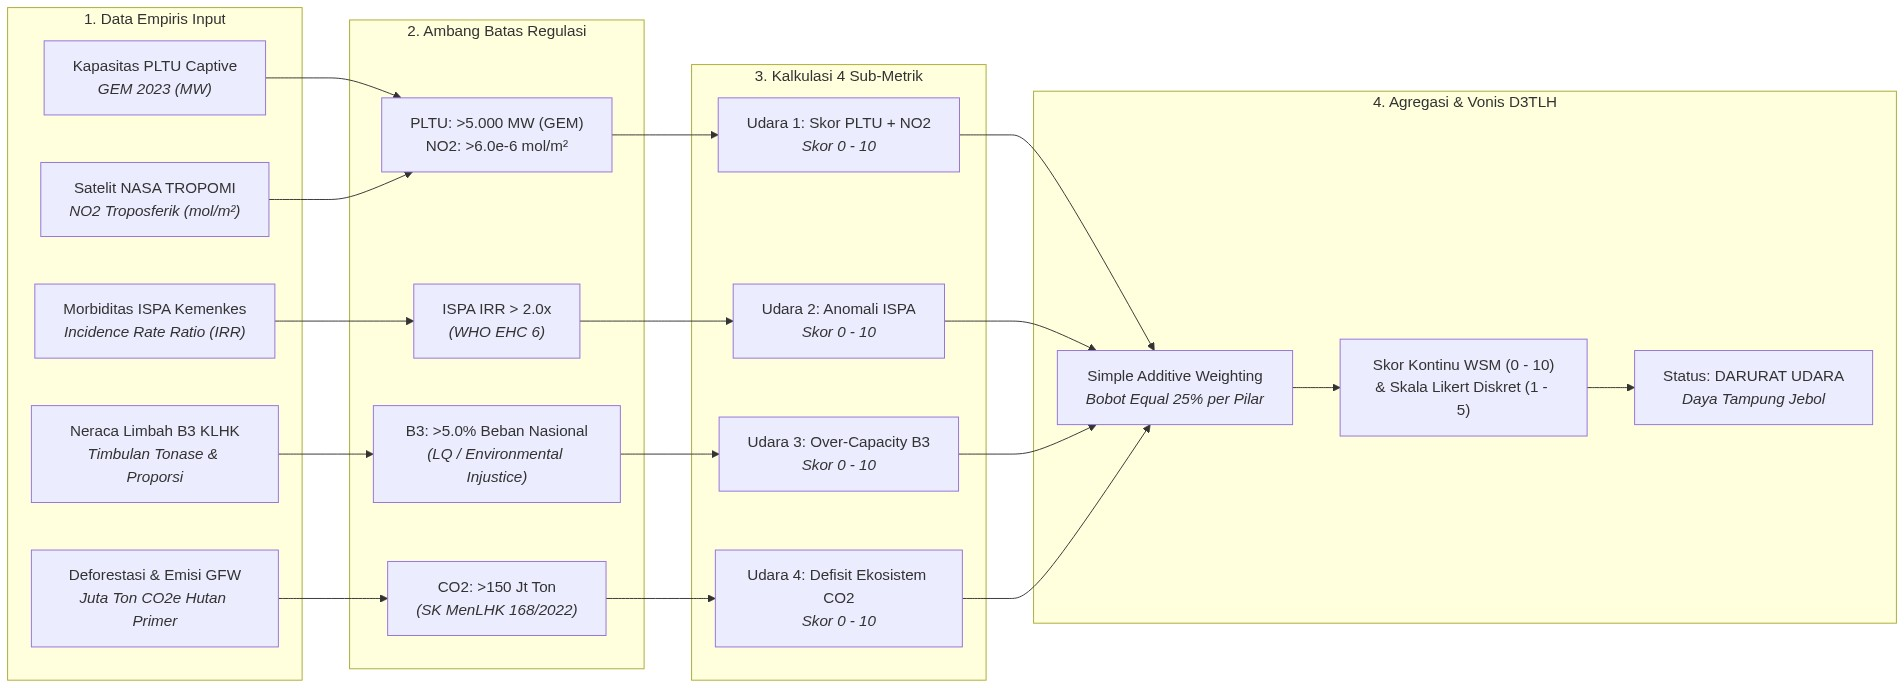 1. Data Empiris Input
Kapasitas PLTU Captive
GEM 2023 (MW)
Satelit NASA TROPOMI
NO2 Troposferik (mol/m²)
Morbiditas ISPA Kemenkes
Incidence Rate Ratio (IRR)
Neraca Limbah B3 KLHK
Timbulan Tonase &
Proporsi
Deforestasi & Emisi GFW
Juta Ton CO2e Hutan
Primer
2. Ambang Batas Regulasi
PLTU: >5.000 MW (GEM)
NO2: >6.0e-6 mol/m²
ISPA IRR > 2.0x
(WHO EHC 6)
B3: >5.0% Beban Nasional
(LQ / Environmental
Injustice)
CO2: >150 Jt Ton
(SK MenLHK 168/2022)
3. Kalkulasi 4 Sub-Metrik
Udara 1: Skor PLTU + NO2
Skor 0 - 10
Udara 2: Anomali ISPA
Skor 0 - 10
Udara 3: Over-Capacity B3
Skor 0 - 10
Udara 4: Defisit Ekosistem
CO2
Skor 0 - 10
4. Agregasi & Vonis D3TLH
Simple Additive Weighting
Bobot Equal 25% per Pilar
Skor Kontinu WSM (0 - 10)
& Skala Likert Diskret (1 -
5)
Status: DARURAT UDARA
Daya Tampung Jebol